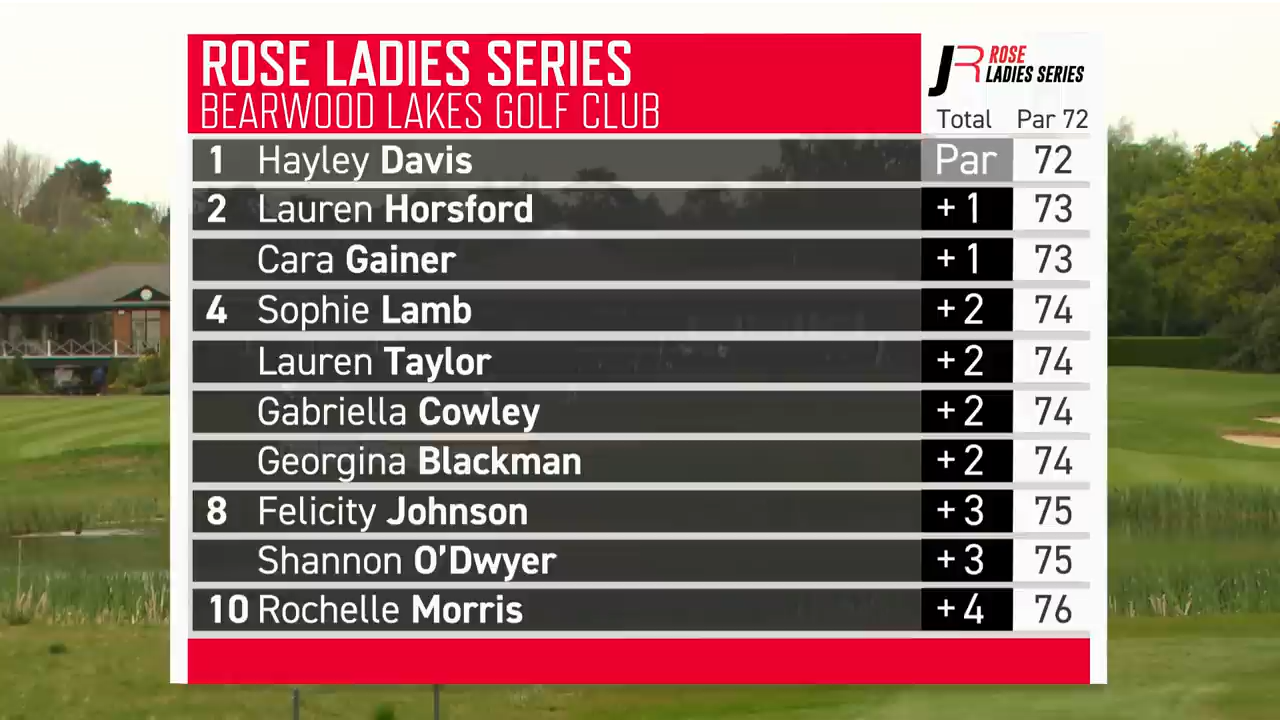 ROSE LADIES SERIES
BEARWOOD LAKES GOLF CLUB
JR ROSE LADIES SERIES
Total Par 72
1 Hayley Davis Par 72
2 Lauren Horsford +1 73
Cara Gainer +1 73
4 Sophie Lamb +2 74
Lauren Taylor +2 74
Gabriella Cowley +2 74
Georgina Blackman +2 74
8 Felicity Johnson +3 75
Shannon O'Dwyer +3 75
10 Rochelle Morris +4 76